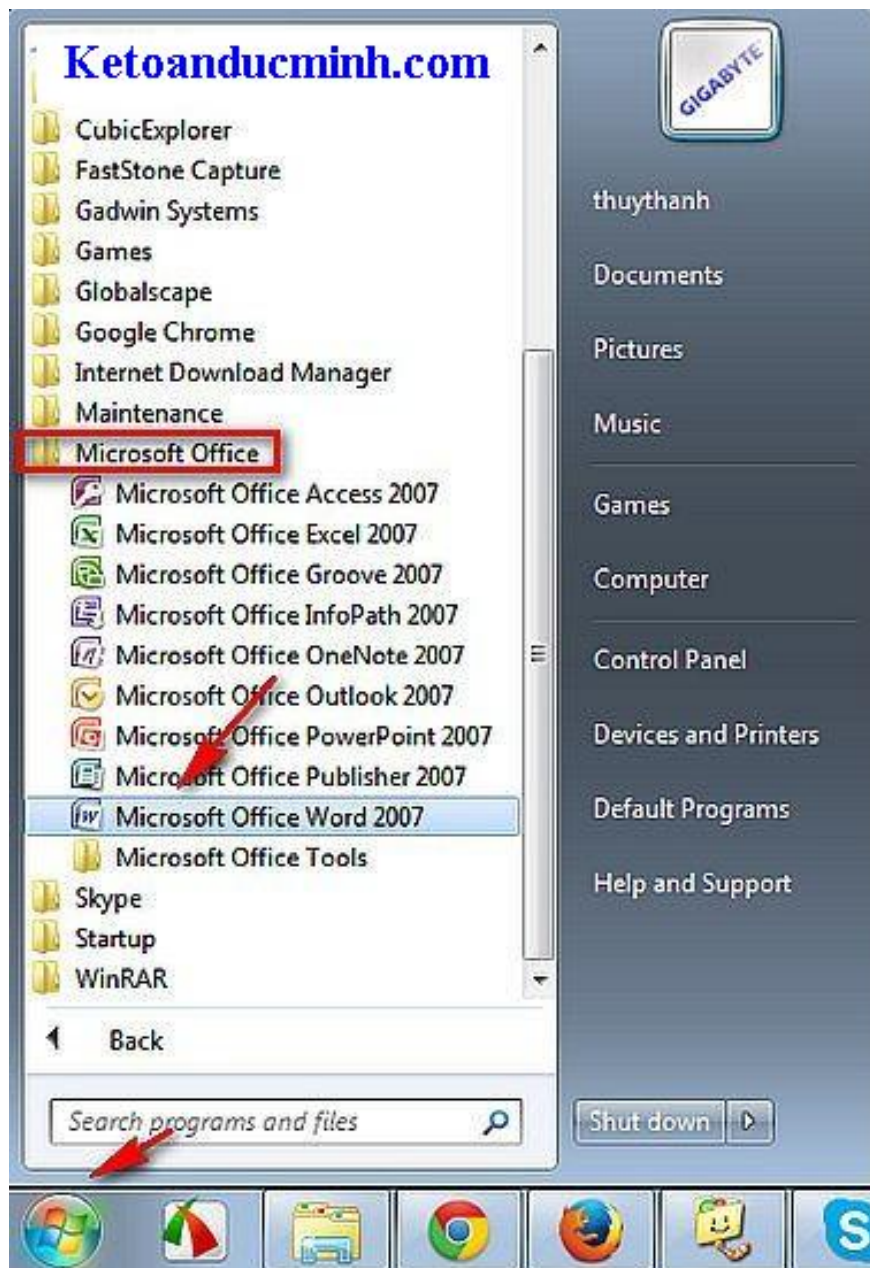 Ketoanducminh.com
CubicExplorer
FastStone Capture
Gadwin Systems
Games
Globalscape
Google Chrome
Internet Download Manager
Maintenance
Microsoft Office
Microsoft Office Access 2007
Microsoft Office Excel 2007
Microsoft Office Groove 2007
Microsoft Office InfoPath 2007
Microsoft Office OneNote 2007
Microsoft Office Outlook 2007
Microsoft Office PowerPoint 2007
Microsoft Office Publisher 2007
Microsoft Office Word 2007
Microsoft Office Tools
Skype
Startup
WinRAR
Back
Search programs and files
GIGABYTE
thuythanh
Documents
Pictures
Music
Games
Computer
Control Panel
Devices and Printers
Default Programs
Help and Support
Shut down